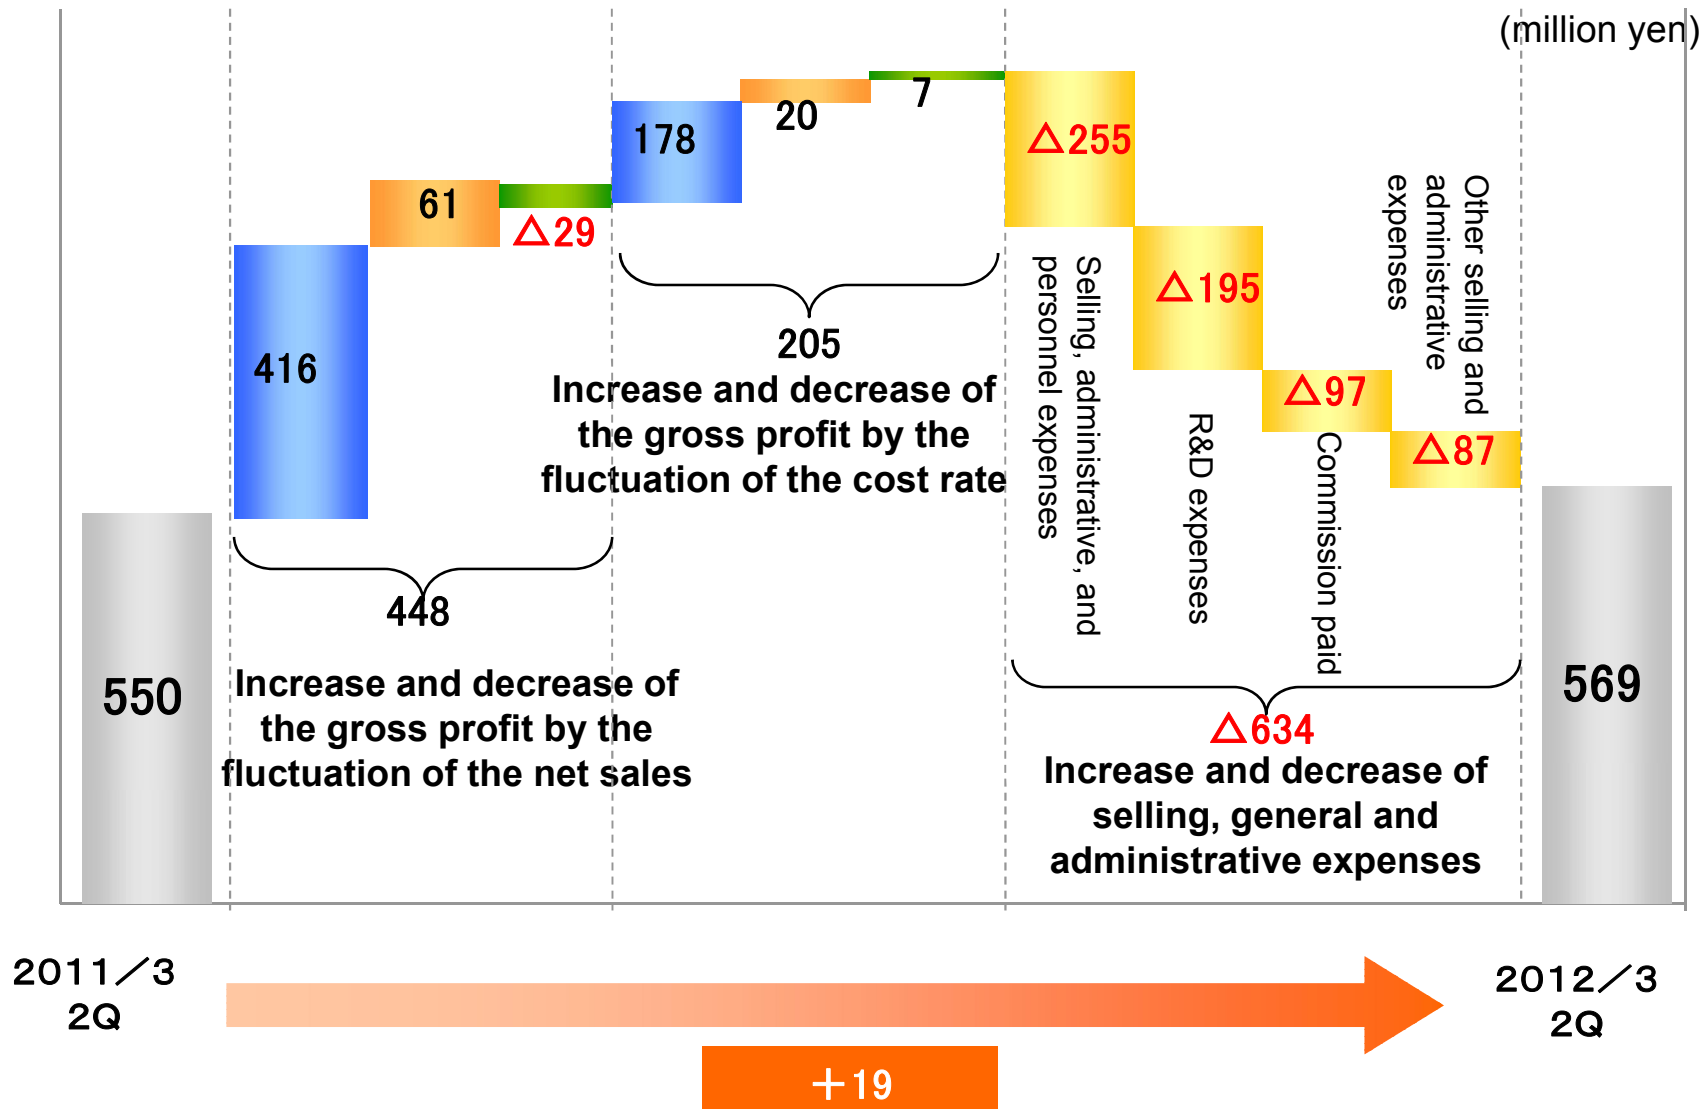 (million yen)
416
61
△29
178
20
7
△255
△195
△97
△87
448
Increase and decrease of
the gross profit by the
fluctuation of the net sales
205
Increase and decrease of
the gross profit by the
fluctuation of the cost rate
Selling, administrative, and
personnel expenses
R&D expenses
Commission paid
Other selling and
administrative
expenses
△634
Increase and decrease of
selling, general and
administrative expenses
550
569
2011／3
2Q
2012／3
2Q
＋19